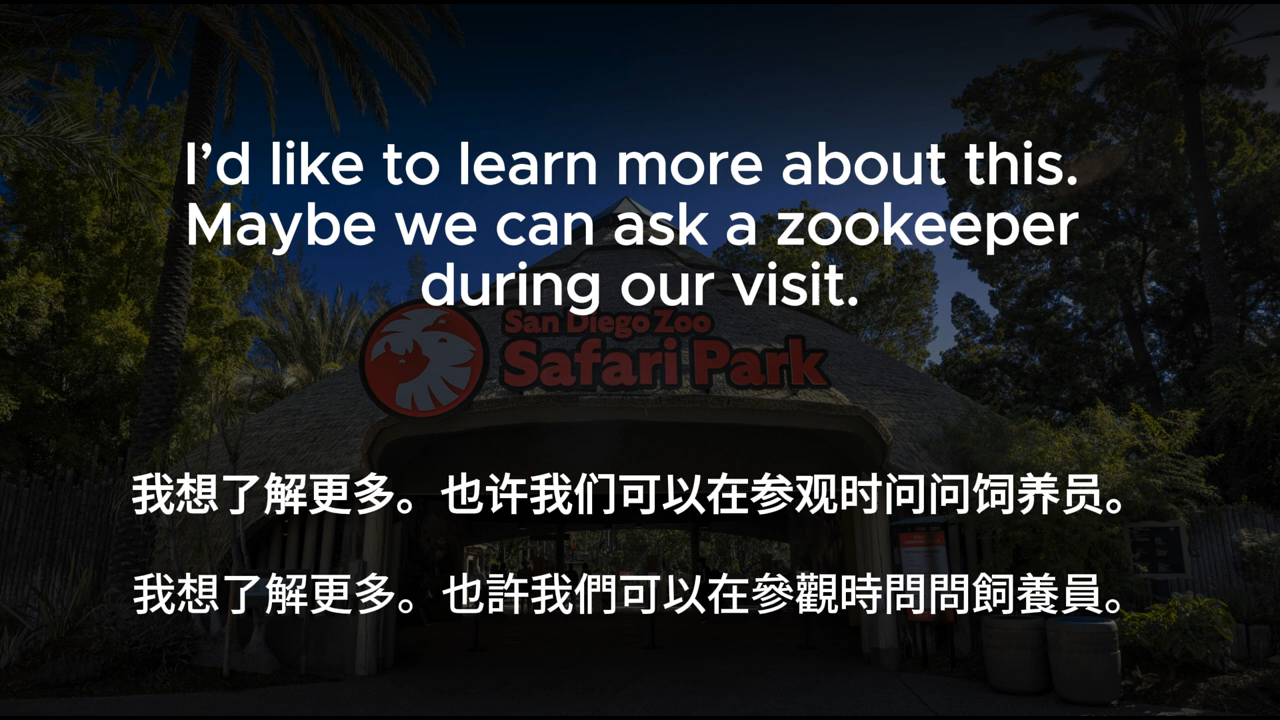 I’d like to learn more about this.
Maybe we can ask a zookeeper
during our visit.
San Diego Zoo
Safari Park
我想了解更多。也许我们可以在参观时问问饲养员。
我想了解更多。也許我們可以在參觀時問問飼養員。